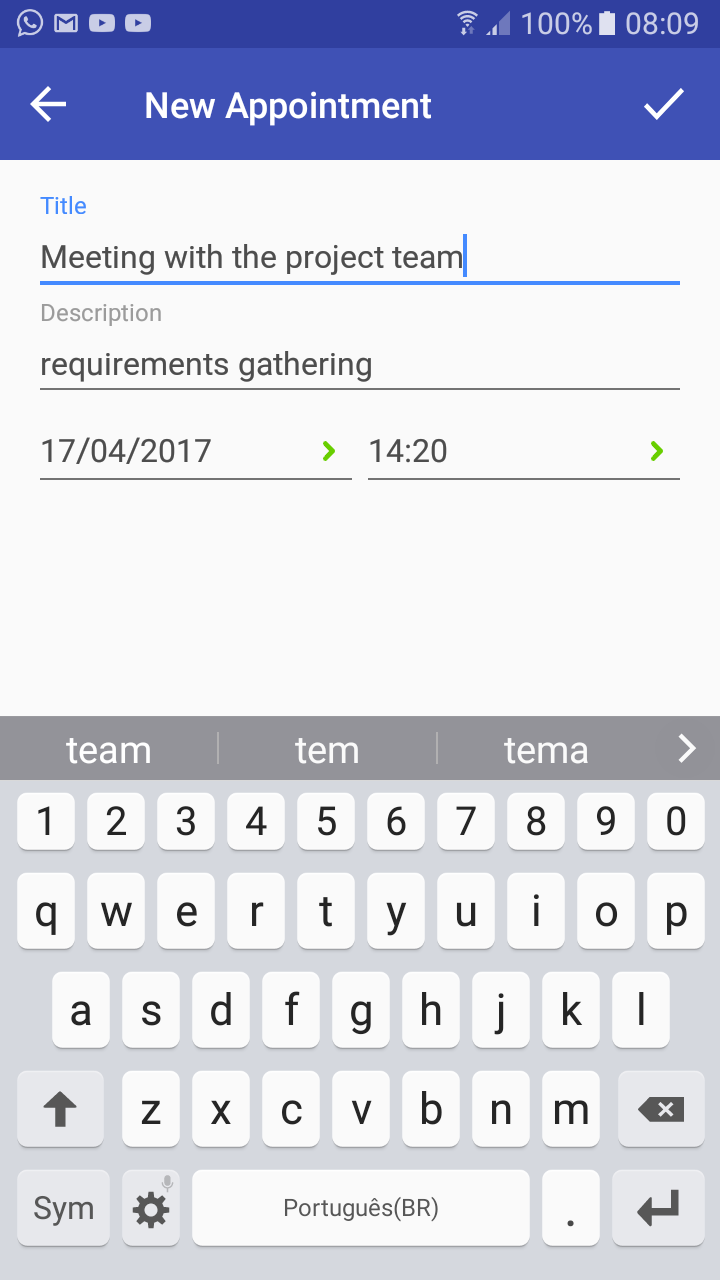 100% 08:09
New Appointment
Title
Meeting with the project team
Description
requirements gathering
17/04/2017 14:20
team tem tema
1 2 3 4 5 6 7 8 9 0
q w e r t y u i o p
a s d f g h j k l
z x c v b n m
Sym Português(BR) .